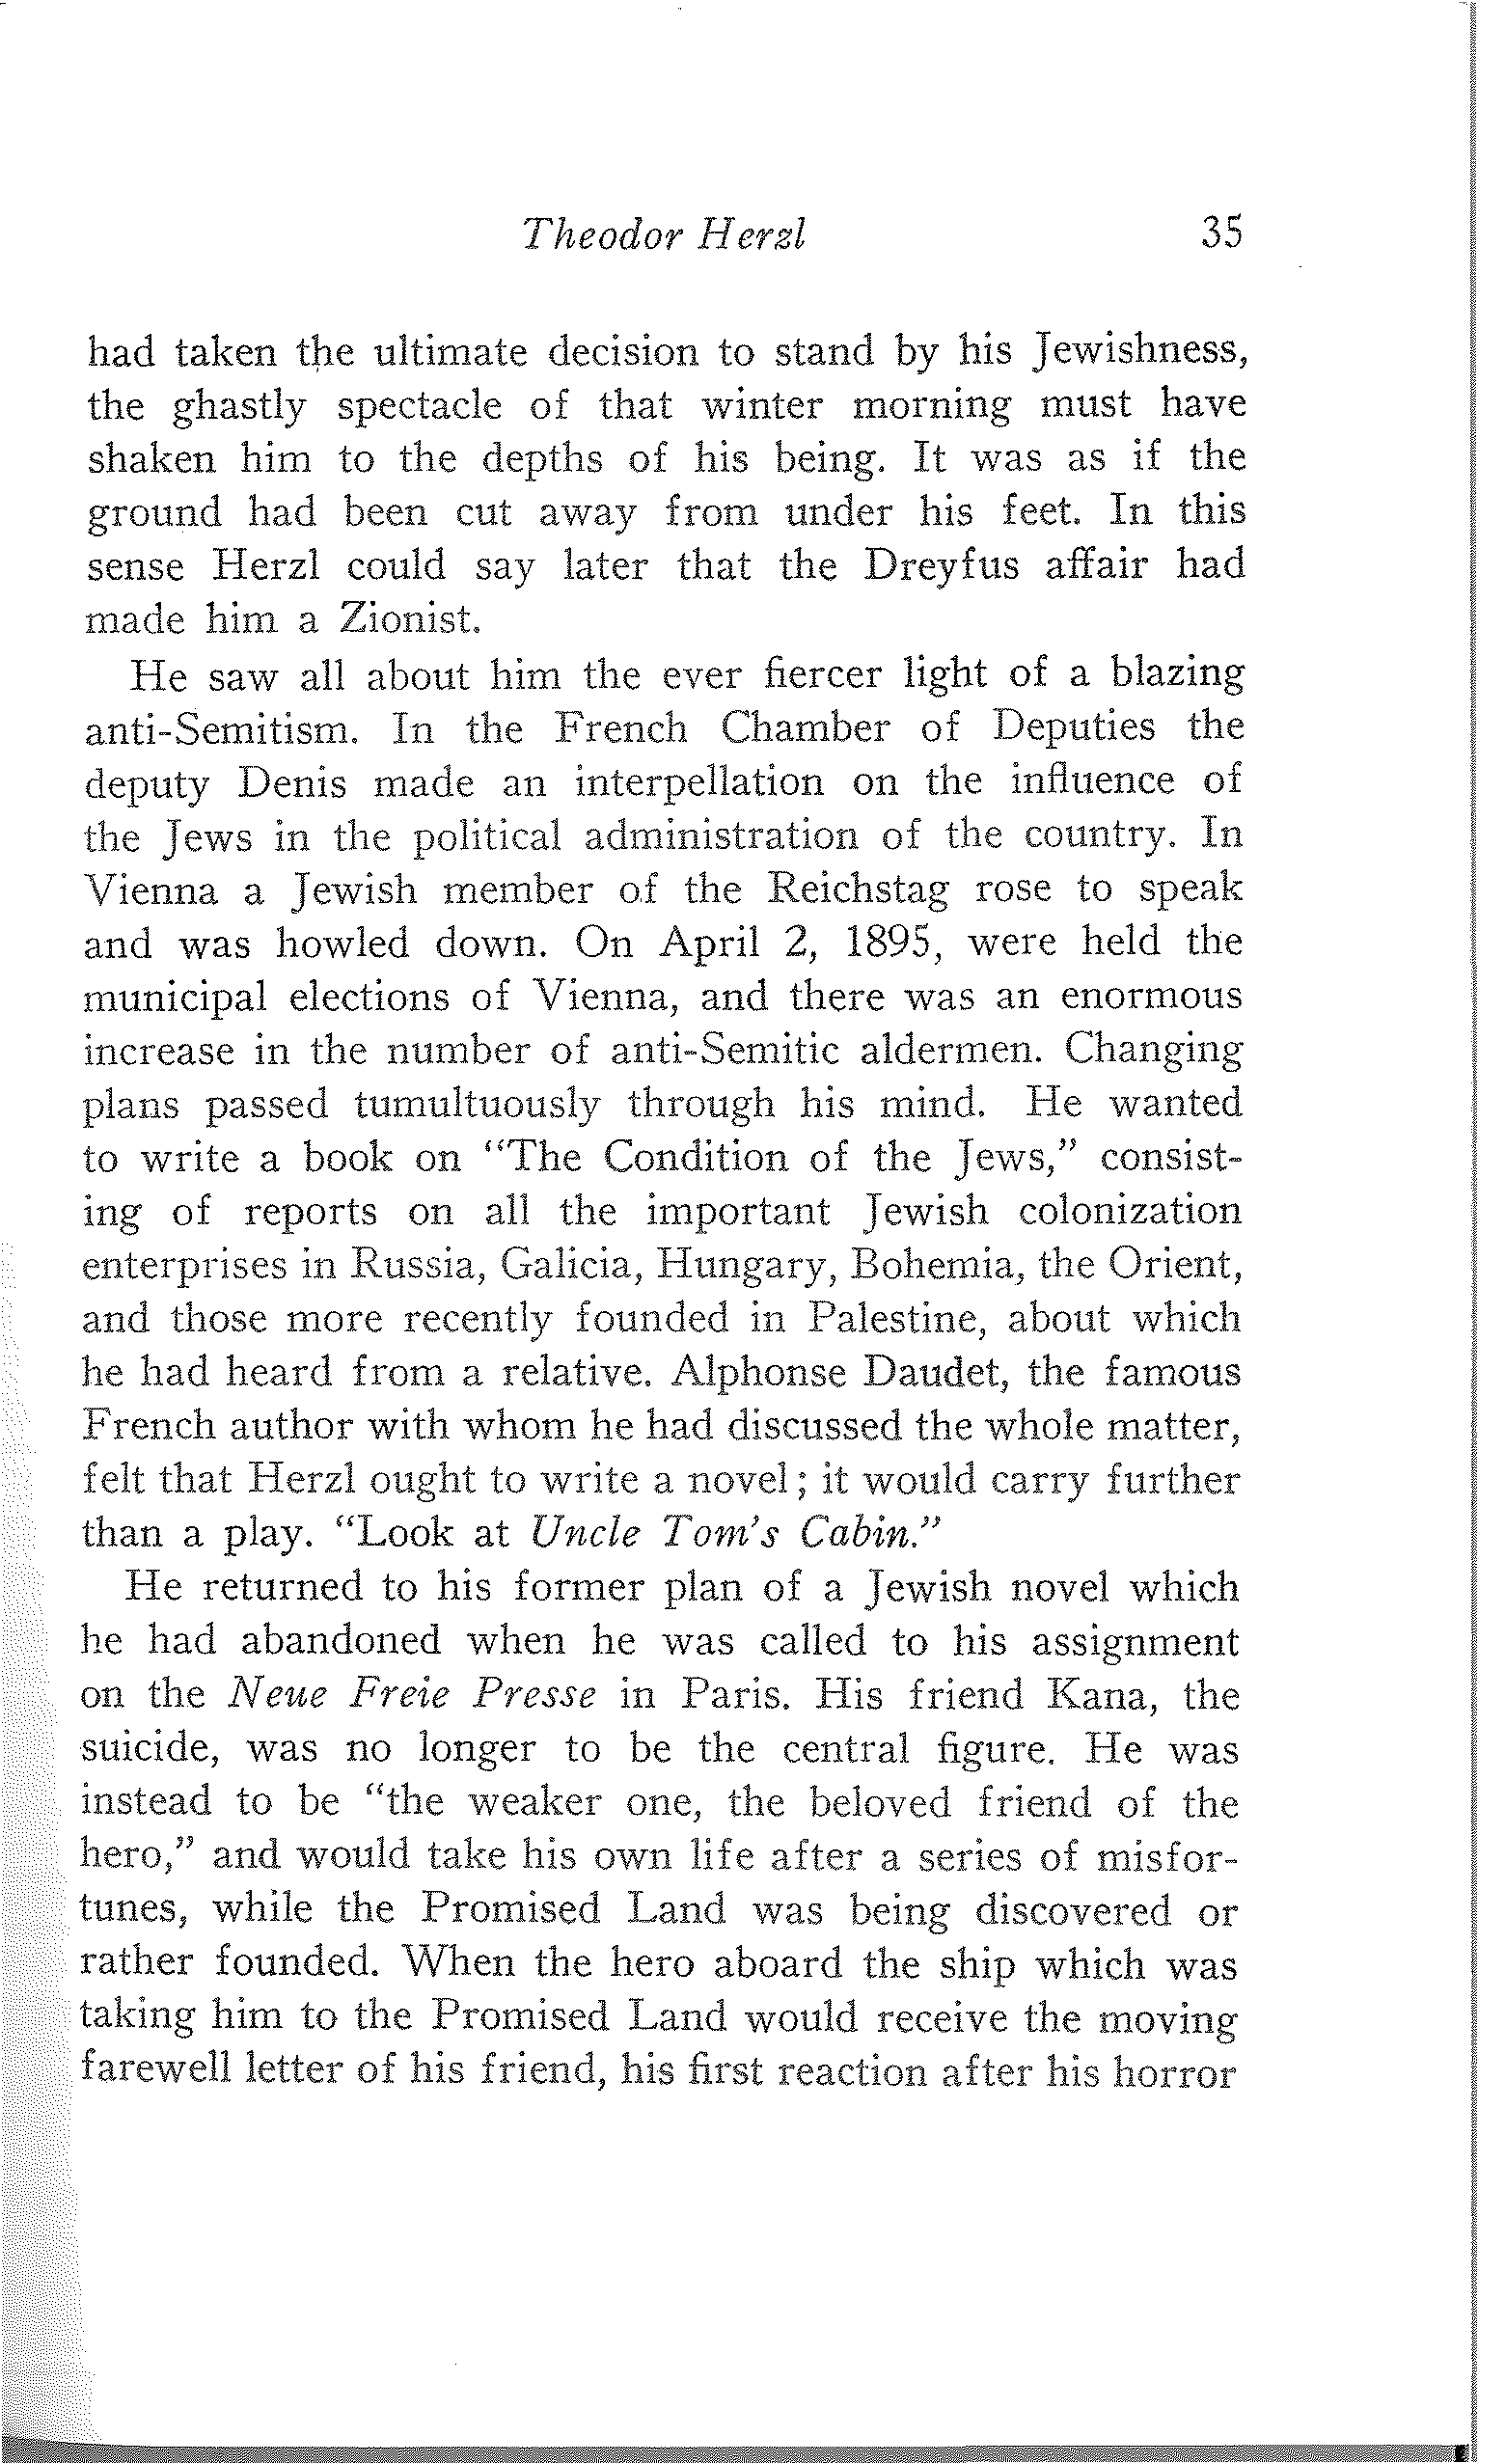 Theodor Herzl 35
had taken the ultimate decision to stand by his Jewishness,
the ghastly spectacle of that winter morning must have
shaken him to the depths of his being. It was as if the
ground had been cut away from under his feet. In this
sense Herzl could say later that the Dreyfus affair had
made him a Zionist.
He saw all about him the ever fiercer light of a blazing
anti-Semitism. In the French Chamber of Deputies the
deputy Denis made an interpellation on the influence of
the Jews in the political administration of the country. In
Vienna a Jewish member of the Reichstag rose to speak
and was howled down. On April 2, 1895, were held the
municipal elections of Vienna, and there was an enormous
increase in the number of anti-Semitic aldermen. Changing
plans passed tumultuously through his mind. He wanted
to write a book on "The Condition of the Jews," consist-
ing of reports on all the important Jewish colonization
enterprises in Russia, Galicia, Hungary, Bohemia, the Orient,
and those more recently founded in Palestine, about which
he had heard from a relative. Alphonse Daudet, the famous
French author with whom he had discussed the whole matter,
felt that Herzl ought to write a novel; it would carry further
than a play. "Look at Uncle Tom's Cabin."
He returned to his former plan of a Jewish novel which
he had abandoned when he was called to his assignment
on the Neue Freie Presse in Paris. His friend Kana, the
suicide, was no longer to be the central figure. He was
instead to be "the weaker one, the beloved friend of the
hero," and would take his own life after a series of misfor-
tunes, while the Promised Land was being discovered or
rather founded. When the hero aboard the ship which was
taking him to the Promised Land would receive the moving
farewell letter of his friend, his first reaction after his horror